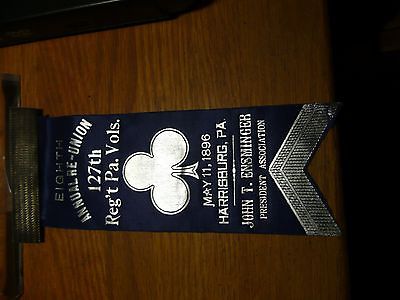 EIGHTH
ANNUAL RE-UNION
127th
Reg't Pa. Vols.
MAY 11, 1896
HARRISBURG, PA.
JOHN T. ENSMINGER
PRESIDENT ASSOCIATION